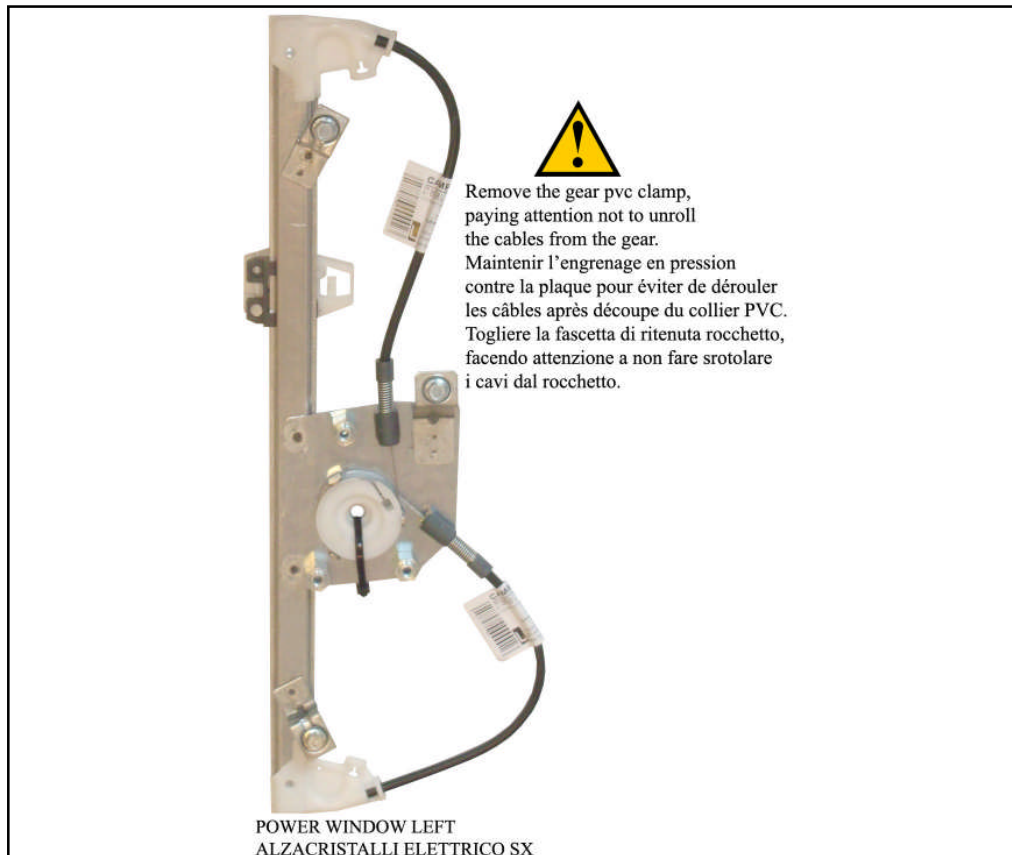 Remove the gear pvc clamp,
paying attention not to unroll
the cables from the gear.
Maintenir l’engrenage en pression
contre la plaque pour éviter de dérouler
les câbles après découpe du collier PVC.
Togliere la fascetta di ritenuta rocchetto,
facendo attenzione a non fare srotolare
i cavi dal rocchetto.
POWER WINDOW LEFT
ALZACRISTALLI ELETTRICO SX